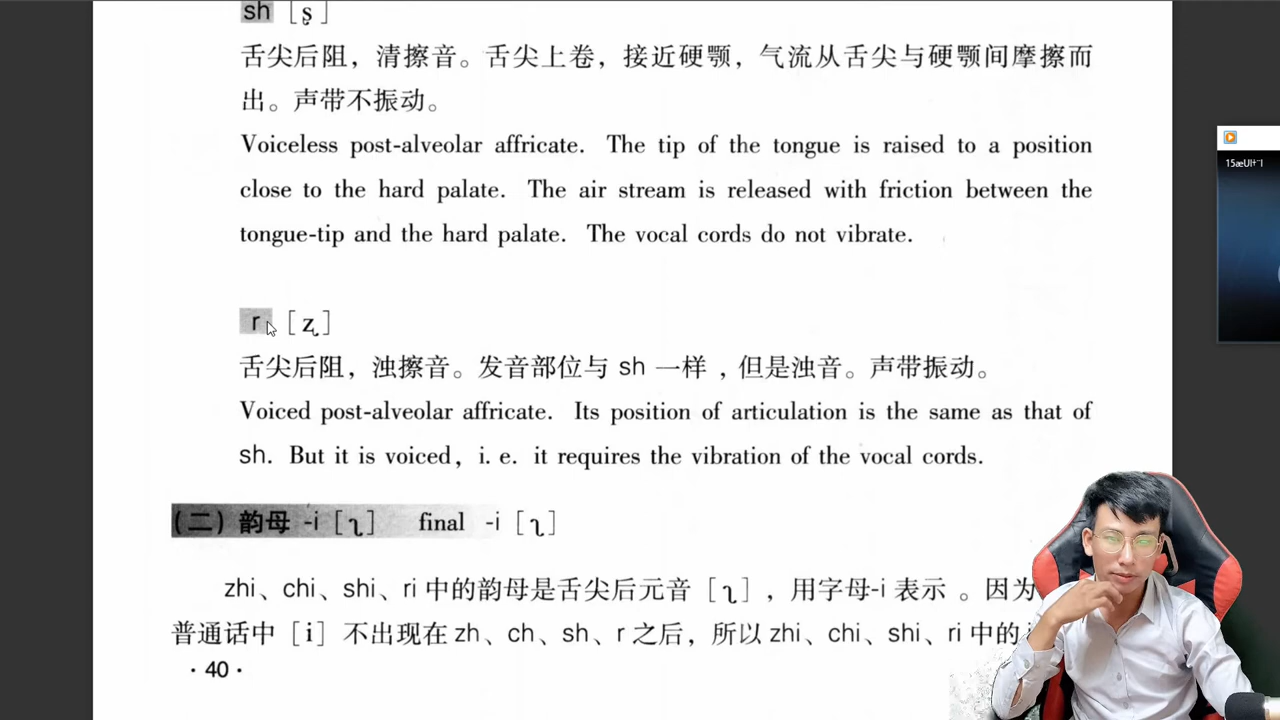 sh [ʂ]
舌尖后阻，清擦音。舌尖上卷，接近硬颚，气流从舌尖与硬颚间摩擦而
出。声带不振动。
Voiceless post-alveolar affricate. The tip of the tongue is raised to a position
close to the hard palate. The air stream is released with friction between the
tongue-tip and the hard palate. The vocal cords do not vibrate.
r [ʐ]
舌尖后阻，浊擦音。发音部位与 sh 一样，但是浊音。声带振动。
Voiced post-alveolar affricate. Its position of articulation is the same as that of
sh. But it is voiced, i. e. it requires the vibration of the vocal cords.
(二) 韵母 -i [ʅ] final -i [ʅ]
zhi、chi、shi、ri 中的韵母是舌尖后元音 [ʅ]，用字母-i 表示。因为
普通话中 [i] 不出现在 zh、ch、sh、r 之后，所以 zhi、chi、shi、ri 中的
·40·